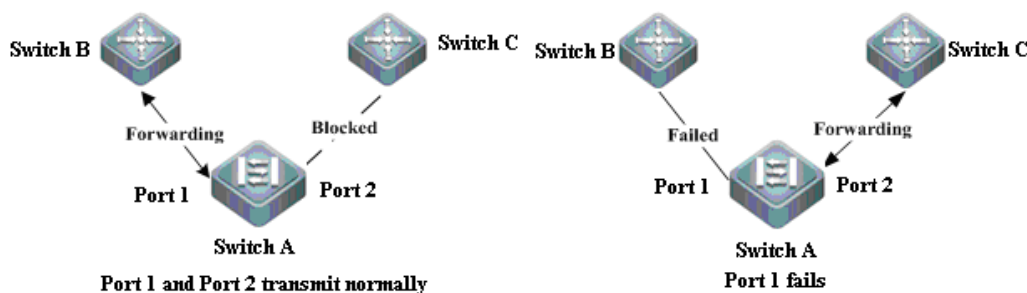 Switch B
Switch C
Forwarding
Blocked
Port 1
Port 2
Switch A
Port 1 and Port 2 transmit normally
Switch B
Switch C
Failed
Forwarding
Port 1
Port 2
Switch A
Port 1 fails